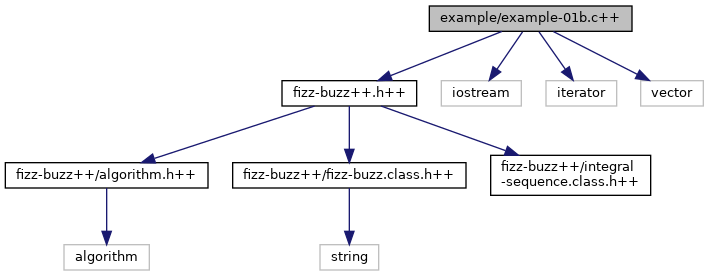 example/example-01b.c++
fizz-buzz++.h++
iostream
iterator
vector
fizz-buzz++/algorithm.h++
fizz-buzz++/fizz-buzz.class.h++
fizz-buzz++/integral
-sequence.class.h++
algorithm
string